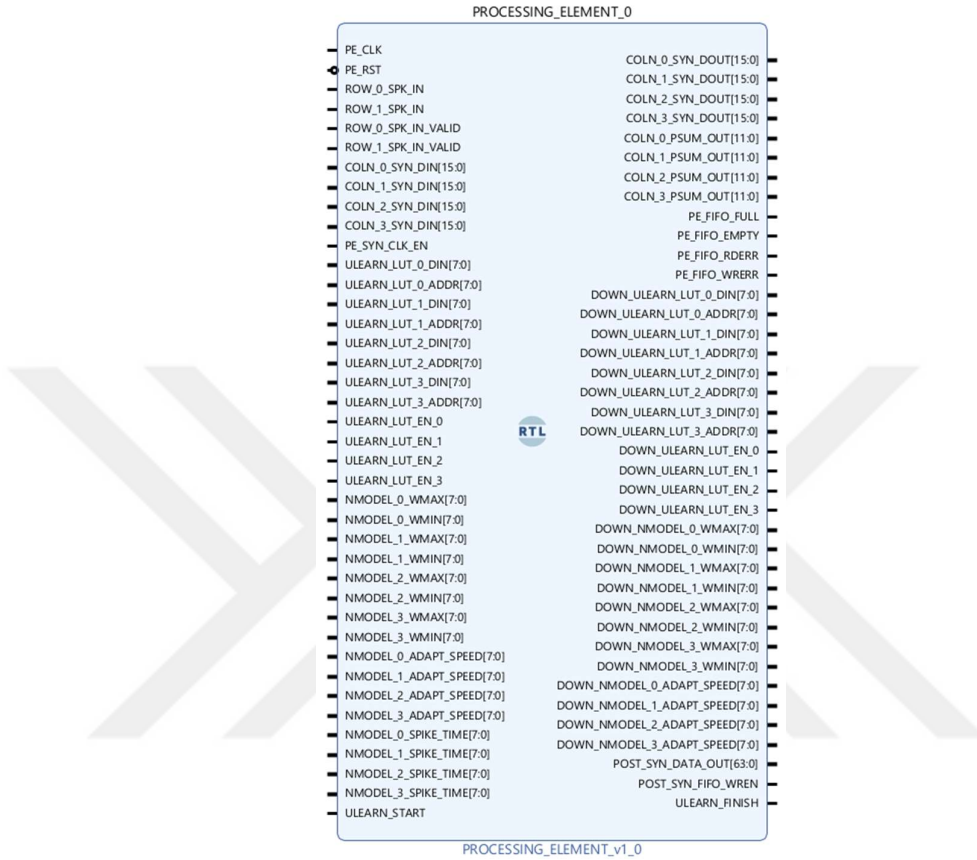 PROCESSING_ELEMENT_0
PE_CLK
PE_RST
ROW_0_SPK_IN
ROW_1_SPK_IN
ROW_0_SPK_IN_VALID
ROW_1_SPK_IN_VALID
COLN_0_SYN_DIN[15:0]
COLN_1_SYN_DIN[15:0]
COLN_2_SYN_DIN[15:0]
COLN_3_SYN_DIN[15:0]
PE_SYN_CLK_EN
ULEARN_LUT_0_DIN[7:0]
ULEARN_LUT_0_ADDR[7:0]
ULEARN_LUT_1_DIN[7:0]
ULEARN_LUT_1_ADDR[7:0]
ULEARN_LUT_2_DIN[7:0]
ULEARN_LUT_2_ADDR[7:0]
ULEARN_LUT_3_DIN[7:0]
ULEARN_LUT_3_ADDR[7:0]
ULEARN_LUT_EN_0
ULEARN_LUT_EN_1
ULEARN_LUT_EN_2
ULEARN_LUT_EN_3
NMODEL_0_WMAX[7:0]
NMODEL_0_WMIN[7:0]
NMODEL_1_WMAX[7:0]
NMODEL_1_WMIN[7:0]
NMODEL_2_WMAX[7:0]
NMODEL_2_WMIN[7:0]
NMODEL_3_WMAX[7:0]
NMODEL_3_WMIN[7:0]
NMODEL_0_ADAPT_SPEED[7:0]
NMODEL_1_ADAPT_SPEED[7:0]
NMODEL_2_ADAPT_SPEED[7:0]
NMODEL_3_ADAPT_SPEED[7:0]
NMODEL_0_SPIKE_TIME[7:0]
NMODEL_1_SPIKE_TIME[7:0]
NMODEL_2_SPIKE_TIME[7:0]
NMODEL_3_SPIKE_TIME[7:0]
ULEARN_START
RTL
COLN_0_SYN_DOUT[15:0]
COLN_1_SYN_DOUT[15:0]
COLN_2_SYN_DOUT[15:0]
COLN_3_SYN_DOUT[15:0]
COLN_0_PSUM_OUT[11:0]
COLN_1_PSUM_OUT[11:0]
COLN_2_PSUM_OUT[11:0]
COLN_3_PSUM_OUT[11:0]
PE_FIFO_FULL
PE_FIFO_EMPTY
PE_FIFO_RDERR
PE_FIFO_WRERR
DOWN_ULEARN_LUT_0_DIN[7:0]
DOWN_ULEARN_LUT_0_ADDR[7:0]
DOWN_ULEARN_LUT_1_DIN[7:0]
DOWN_ULEARN_LUT_1_ADDR[7:0]
DOWN_ULEARN_LUT_2_DIN[7:0]
DOWN_ULEARN_LUT_2_ADDR[7:0]
DOWN_ULEARN_LUT_3_DIN[7:0]
DOWN_ULEARN_LUT_3_ADDR[7:0]
DOWN_ULEARN_LUT_EN_0
DOWN_ULEARN_LUT_EN_1
DOWN_ULEARN_LUT_EN_2
DOWN_ULEARN_LUT_EN_3
DOWN_NMODEL_0_WMAX[7:0]
DOWN_NMODEL_0_WMIN[7:0]
DOWN_NMODEL_1_WMAX[7:0]
DOWN_NMODEL_1_WMIN[7:0]
DOWN_NMODEL_2_WMAX[7:0]
DOWN_NMODEL_2_WMIN[7:0]
DOWN_NMODEL_3_WMAX[7:0]
DOWN_NMODEL_3_WMIN[7:0]
DOWN_NMODEL_0_ADAPT_SPEED[7:0]
DOWN_NMODEL_1_ADAPT_SPEED[7:0]
DOWN_NMODEL_2_ADAPT_SPEED[7:0]
DOWN_NMODEL_3_ADAPT_SPEED[7:0]
POST_SYN_DATA_OUT[63:0]
POST_SYN_FIFO_WREN
ULEARN_FINISH
PROCESSING_ELEMENT_v1_0